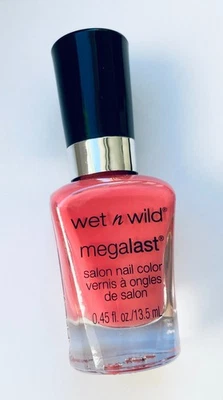 wet n wild®
megalast®
salon nail color
vernis à ongles
de salon
0.45 fl. oz./13.5 mL